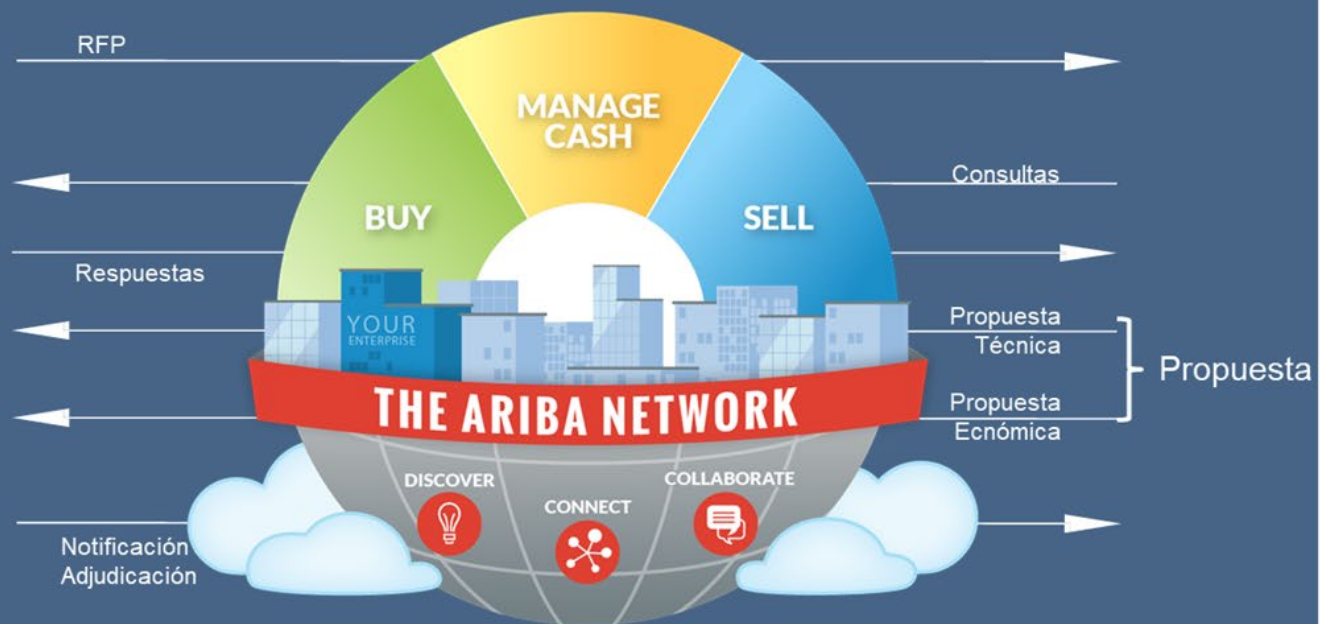 RFP
MANAGE
CASH
Consultas
BUY
SELL
Respuestas
YOUR
ENTERPRISE
Propuesta
Técnica
Propuesta
THE ARIBA NETWORK
Propuesta
Ecnómica
DISCOVER
CONNECT
COLLABORATE
Notificación
Adjudicación